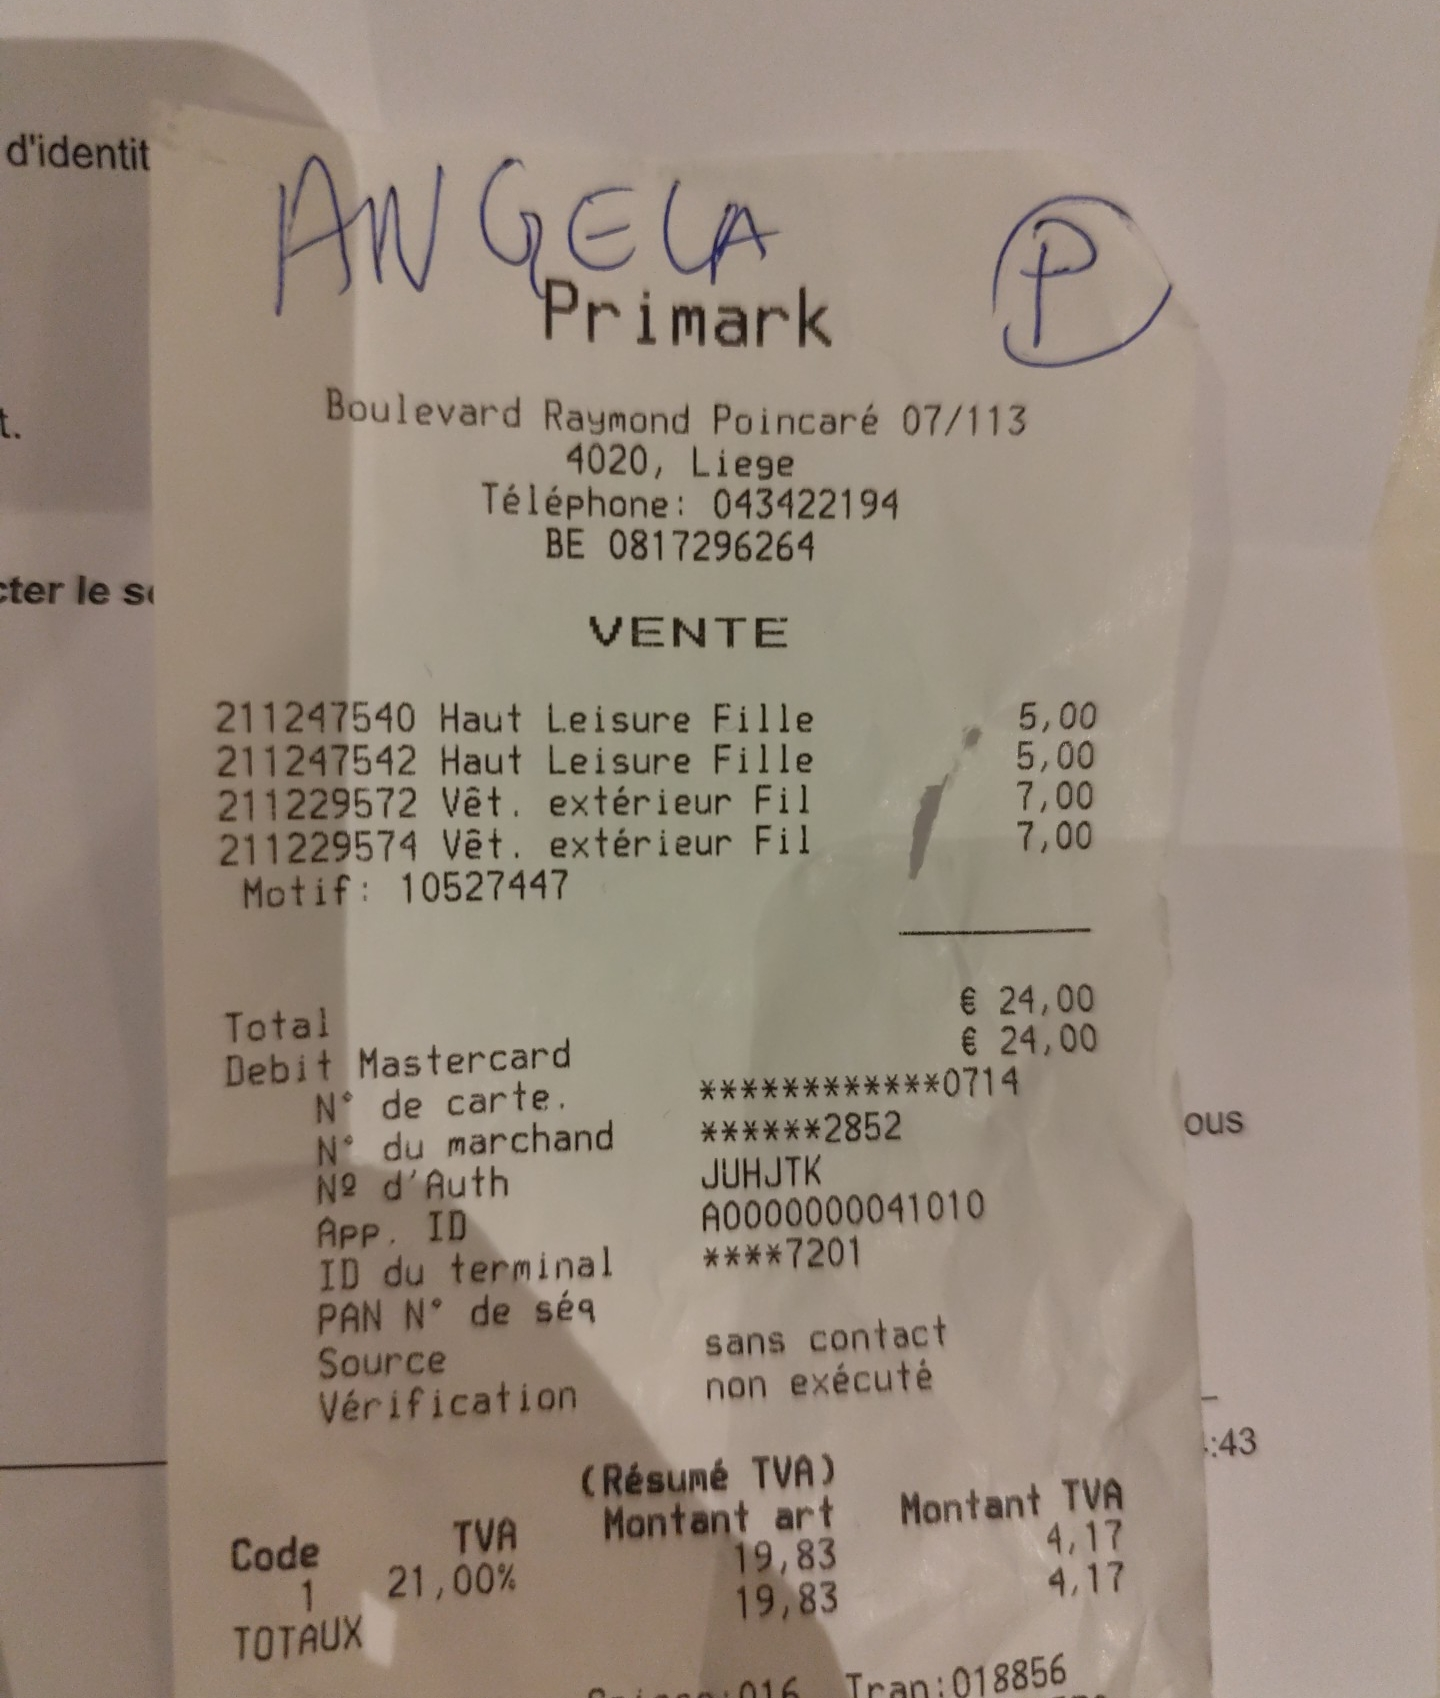 d'identit
ANGELA
P
Primark
t.
Boulevard Raymond Poincaré 07/113
4020, Liege
Téléphone: 043422194
BE 0817296264
cter le s
VENTE
211247540 Haut Leisure Fille 5,00
211247542 Haut Leisure Fille 5,00
211229572 Vêt. extérieur Fil 7,00
211229574 Vêt. extérieur Fil 7,00
Motif: 10527447
Total € 24,00
Debit Mastercard € 24,00
N° de carte. ************0714
N° du marchand ******2852
Nº d'Auth JUHJTK
App. ID A0000000041010
ID du terminal ****7201
PAN N° de séq
Source sans contact
Vérification non exécuté
ous
:43
(Résumé TVA)
Code TVA Montant art Montant TVA
1 21,00% 19,83 4,17
TOTAUX 19,83 4,17
:016 Tran:018856